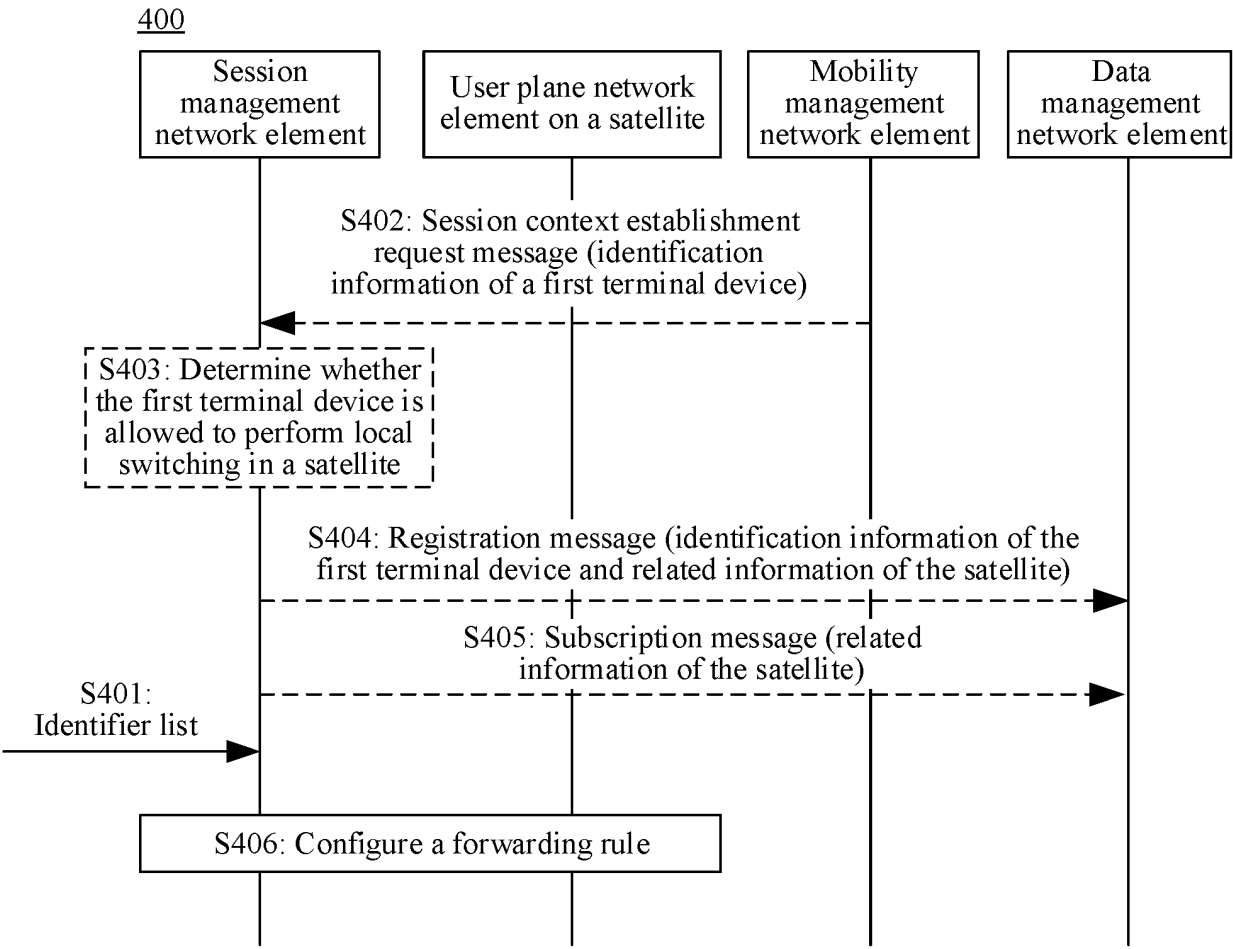 400
Session
management
network element
User plane network
element on a satellite
Mobility
management
network element
Data
management
network element
S402: Session context establishment
request message (identification
information of a first terminal device)
S403: Determine whether
the first terminal device is
allowed to perform local
switching in a satellite
S404: Registration message (identification information of the
first terminal device and related information of the satellite)
S405: Subscription message (related
information of the satellite)
S401:
Identifier list
S406: Configure a forwarding rule